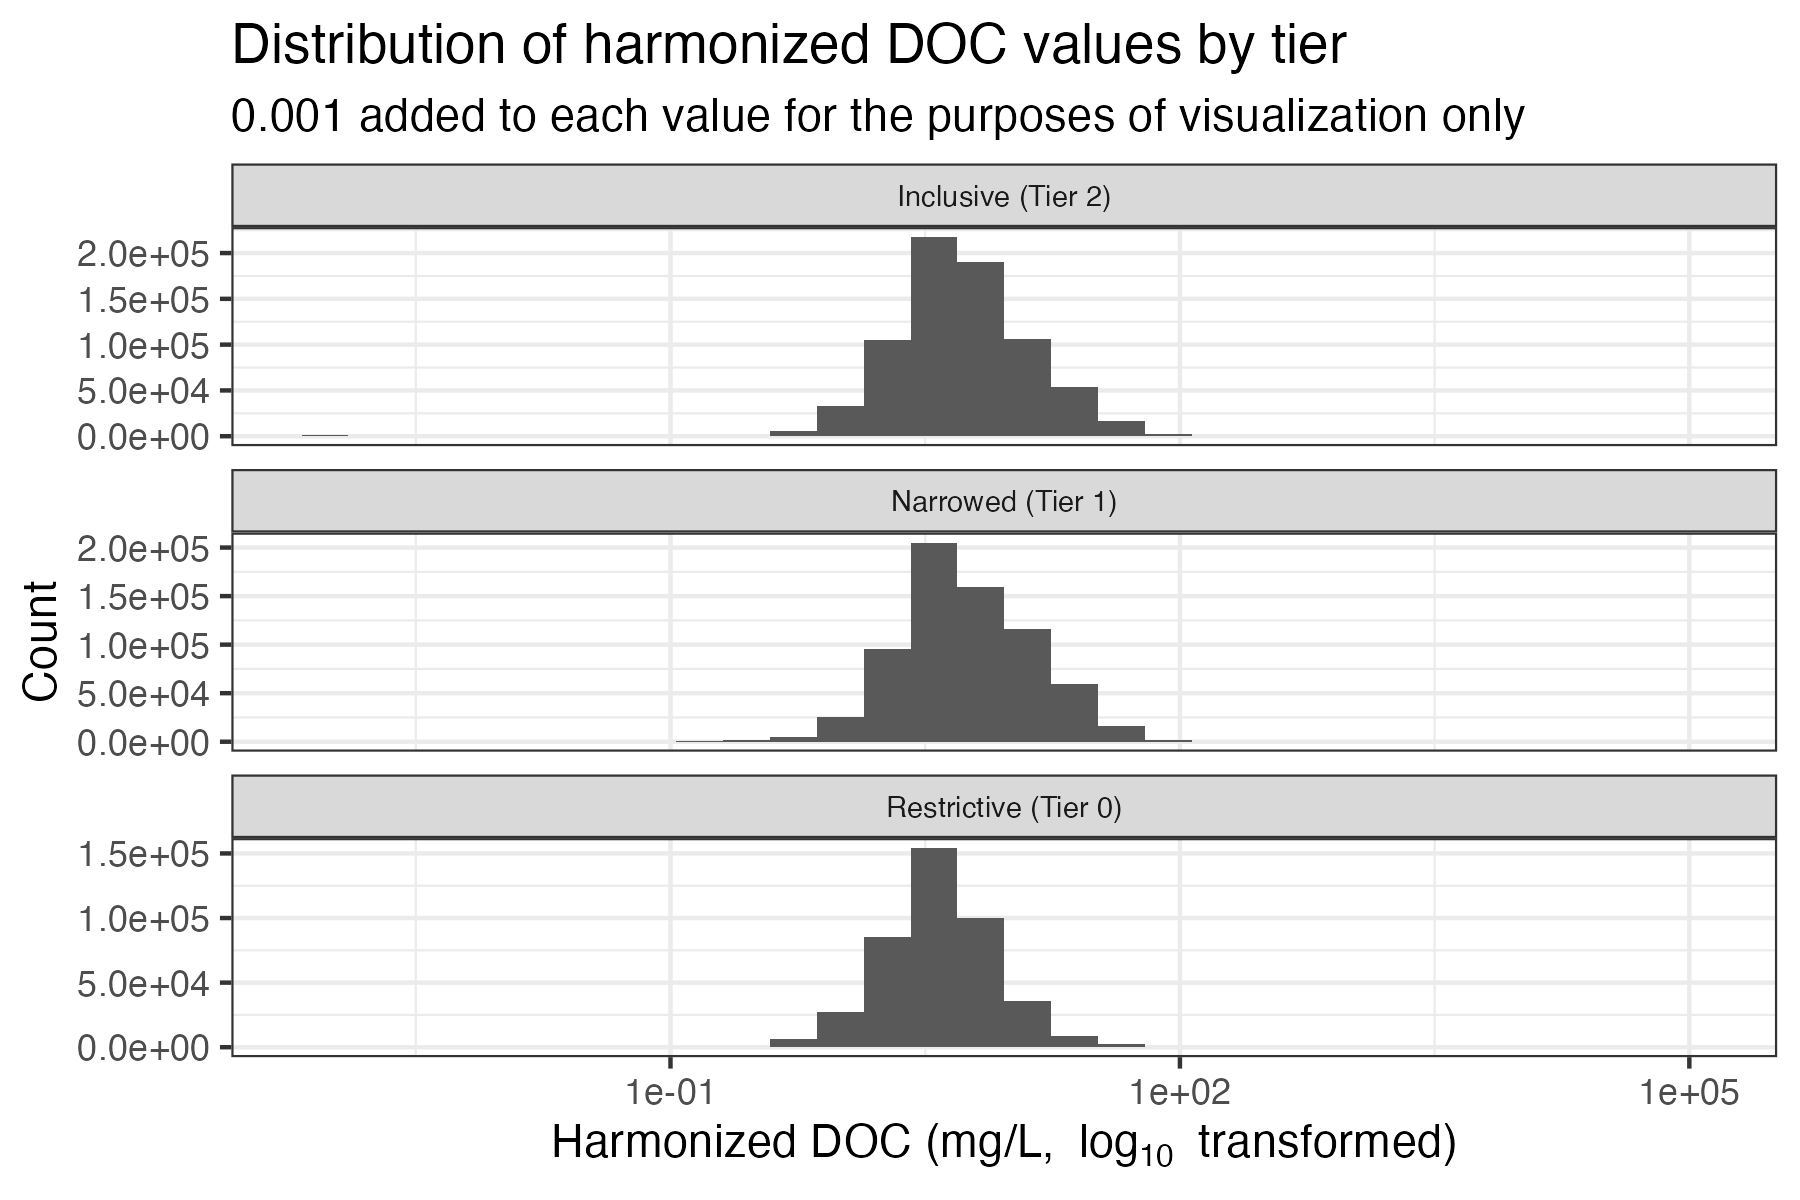 Distribution of harmonized DOC values by tier
0.001 added to each value for the purposes of visualization only
Inclusive (Tier 2)
2.0e+05
1.5e+05
1.0e+05
5.0e+04
0.0e+00
Narrowed (Tier 1)
2.0e+05
1.5e+05
1.0e+05
5.0e+04
0.0e+00
Count
Restrictive (Tier 0)
1.5e+05
1.0e+05
5.0e+04
0.0e+00
1e-01 1e+02 1e+05
Harmonized DOC (mg/L, log₁₀ transformed)